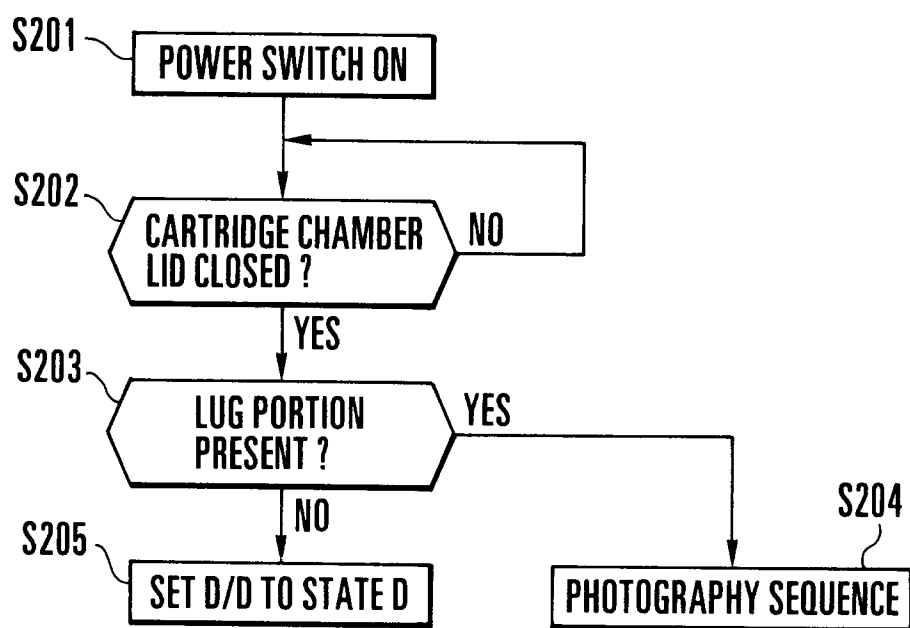 S201
POWER SWITCH ON
S202
CARTRIDGE CHAMBER
LID CLOSED ?
NO
YES
S203
LUG PORTION
PRESENT ?
YES
NO
S204
S205
SET D/D TO STATE D
PHOTOGRAPHY SEQUENCE